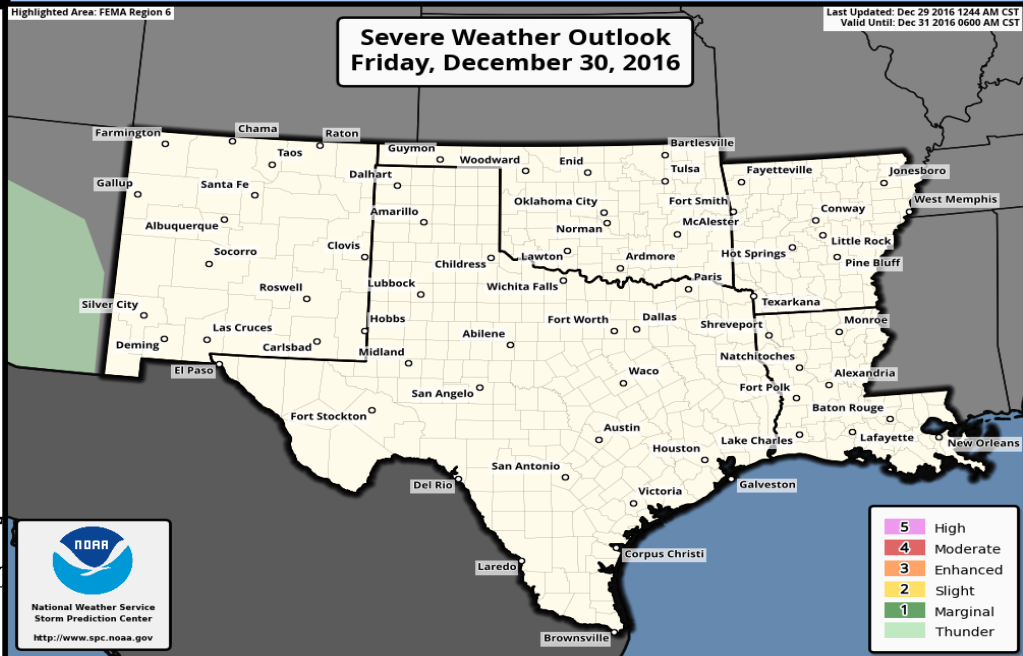 Highlighted Area: FEMA Region 6
Last Updated: Dec 29 2016 1244 AM CST
Valid Until: Dec 31 2016 0600 AM CST
Severe Weather Outlook
Friday, December 30, 2016
Farmington
Chama
Raton
Guymon
Bartlesville
Taos
Woodward
Enid
Dalhart
Tulsa
Fayetteville
Jonesboro
Gallup
Santa Fe
Oklahoma City
Fort Smith
West Memphis
Amarillo
Conway
Albuquerque
Norman
McAlester
Little Rock
Socorro
Clovis
Childress
Lawton
Ardmore
Hot Springs
Pine Bluff
Roswell
Lubbock
Wichita Falls
Paris
Silver City
Texarkana
Las Cruces
Hobbs
Abilene
Fort Worth
Dallas
Shreveport
Monroe
Deming
Carlsbad
Midland
Natchitoches
El Paso
Waco
Alexandria
San Angelo
Fort Polk
Fort Stockton
Baton Rouge
Austin
Houston
Lake Charles
Lafayette
New Orleans
San Antonio
Del Rio
Victoria
Galveston
Laredo
Corpus Christi
Brownsville
NOAA
National Weather Service
Storm Prediction Center
http://www.spc.noaa.gov
5 High
4 Moderate
3 Enhanced
2 Slight
1 Marginal
Thunder